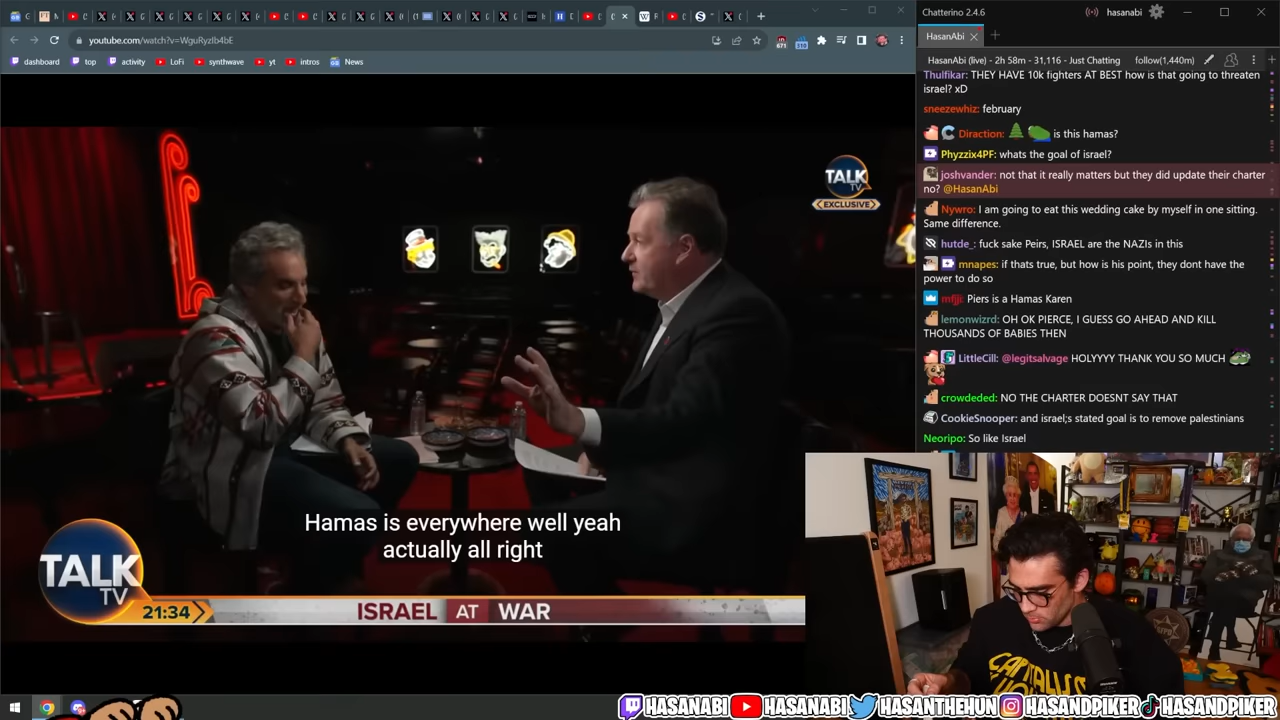 youtube.com/watch?v=WguRyzJb4bE
dashboard
top
activity
LoFi
synthwave
yt
intros
News
671
310
TALK
TV
EXCLUSIVE
Hamas is everywhere well yeah
actually all right
TALK
TV
21:34
ISRAEL AT WAR
Chatterino 2.4.6
hasanabi
HasanAbi
HasanAbi (live) - 2h 58m - 31,116 - Just Chatting
follow(1,440m)
Thulfikar: THEY HAVE 10k fighters AT BEST how is that going to threaten
israel? xD
sneezewhiz: february
Diraction: is this hamas?
Phyzzix4PF: whats the goal of israel?
joshvander: not that it really matters but they did update their charter
no? @HasanAbi
Nywro: I am going to eat this wedding cake by myself in one sitting.
Same difference.
hutde_: fuck sake Peirs, ISRAEL are the NAZIs in this
mnapes: if thats true, but how is his point, they dont have the
power to do so
mfjji: Piers is a Hamas Karen
lemonwizrd: OH OK PIERCE, I GUESS GO AHEAD AND KILL
THOUSANDS OF BABIES THEN
LittleCill: @legitsalvage HOLYYYY THANK YOU SO MUCH
crowdeded: NO THE CHARTER DOESNT SAY THAT
CookieSnooper: and israel;s stated goal is to remove palestinians
Neoripo: So like Israel
HASANABI
HASANABI
HASANTHEHUN
HASANDPIKER
HASANDPIKER